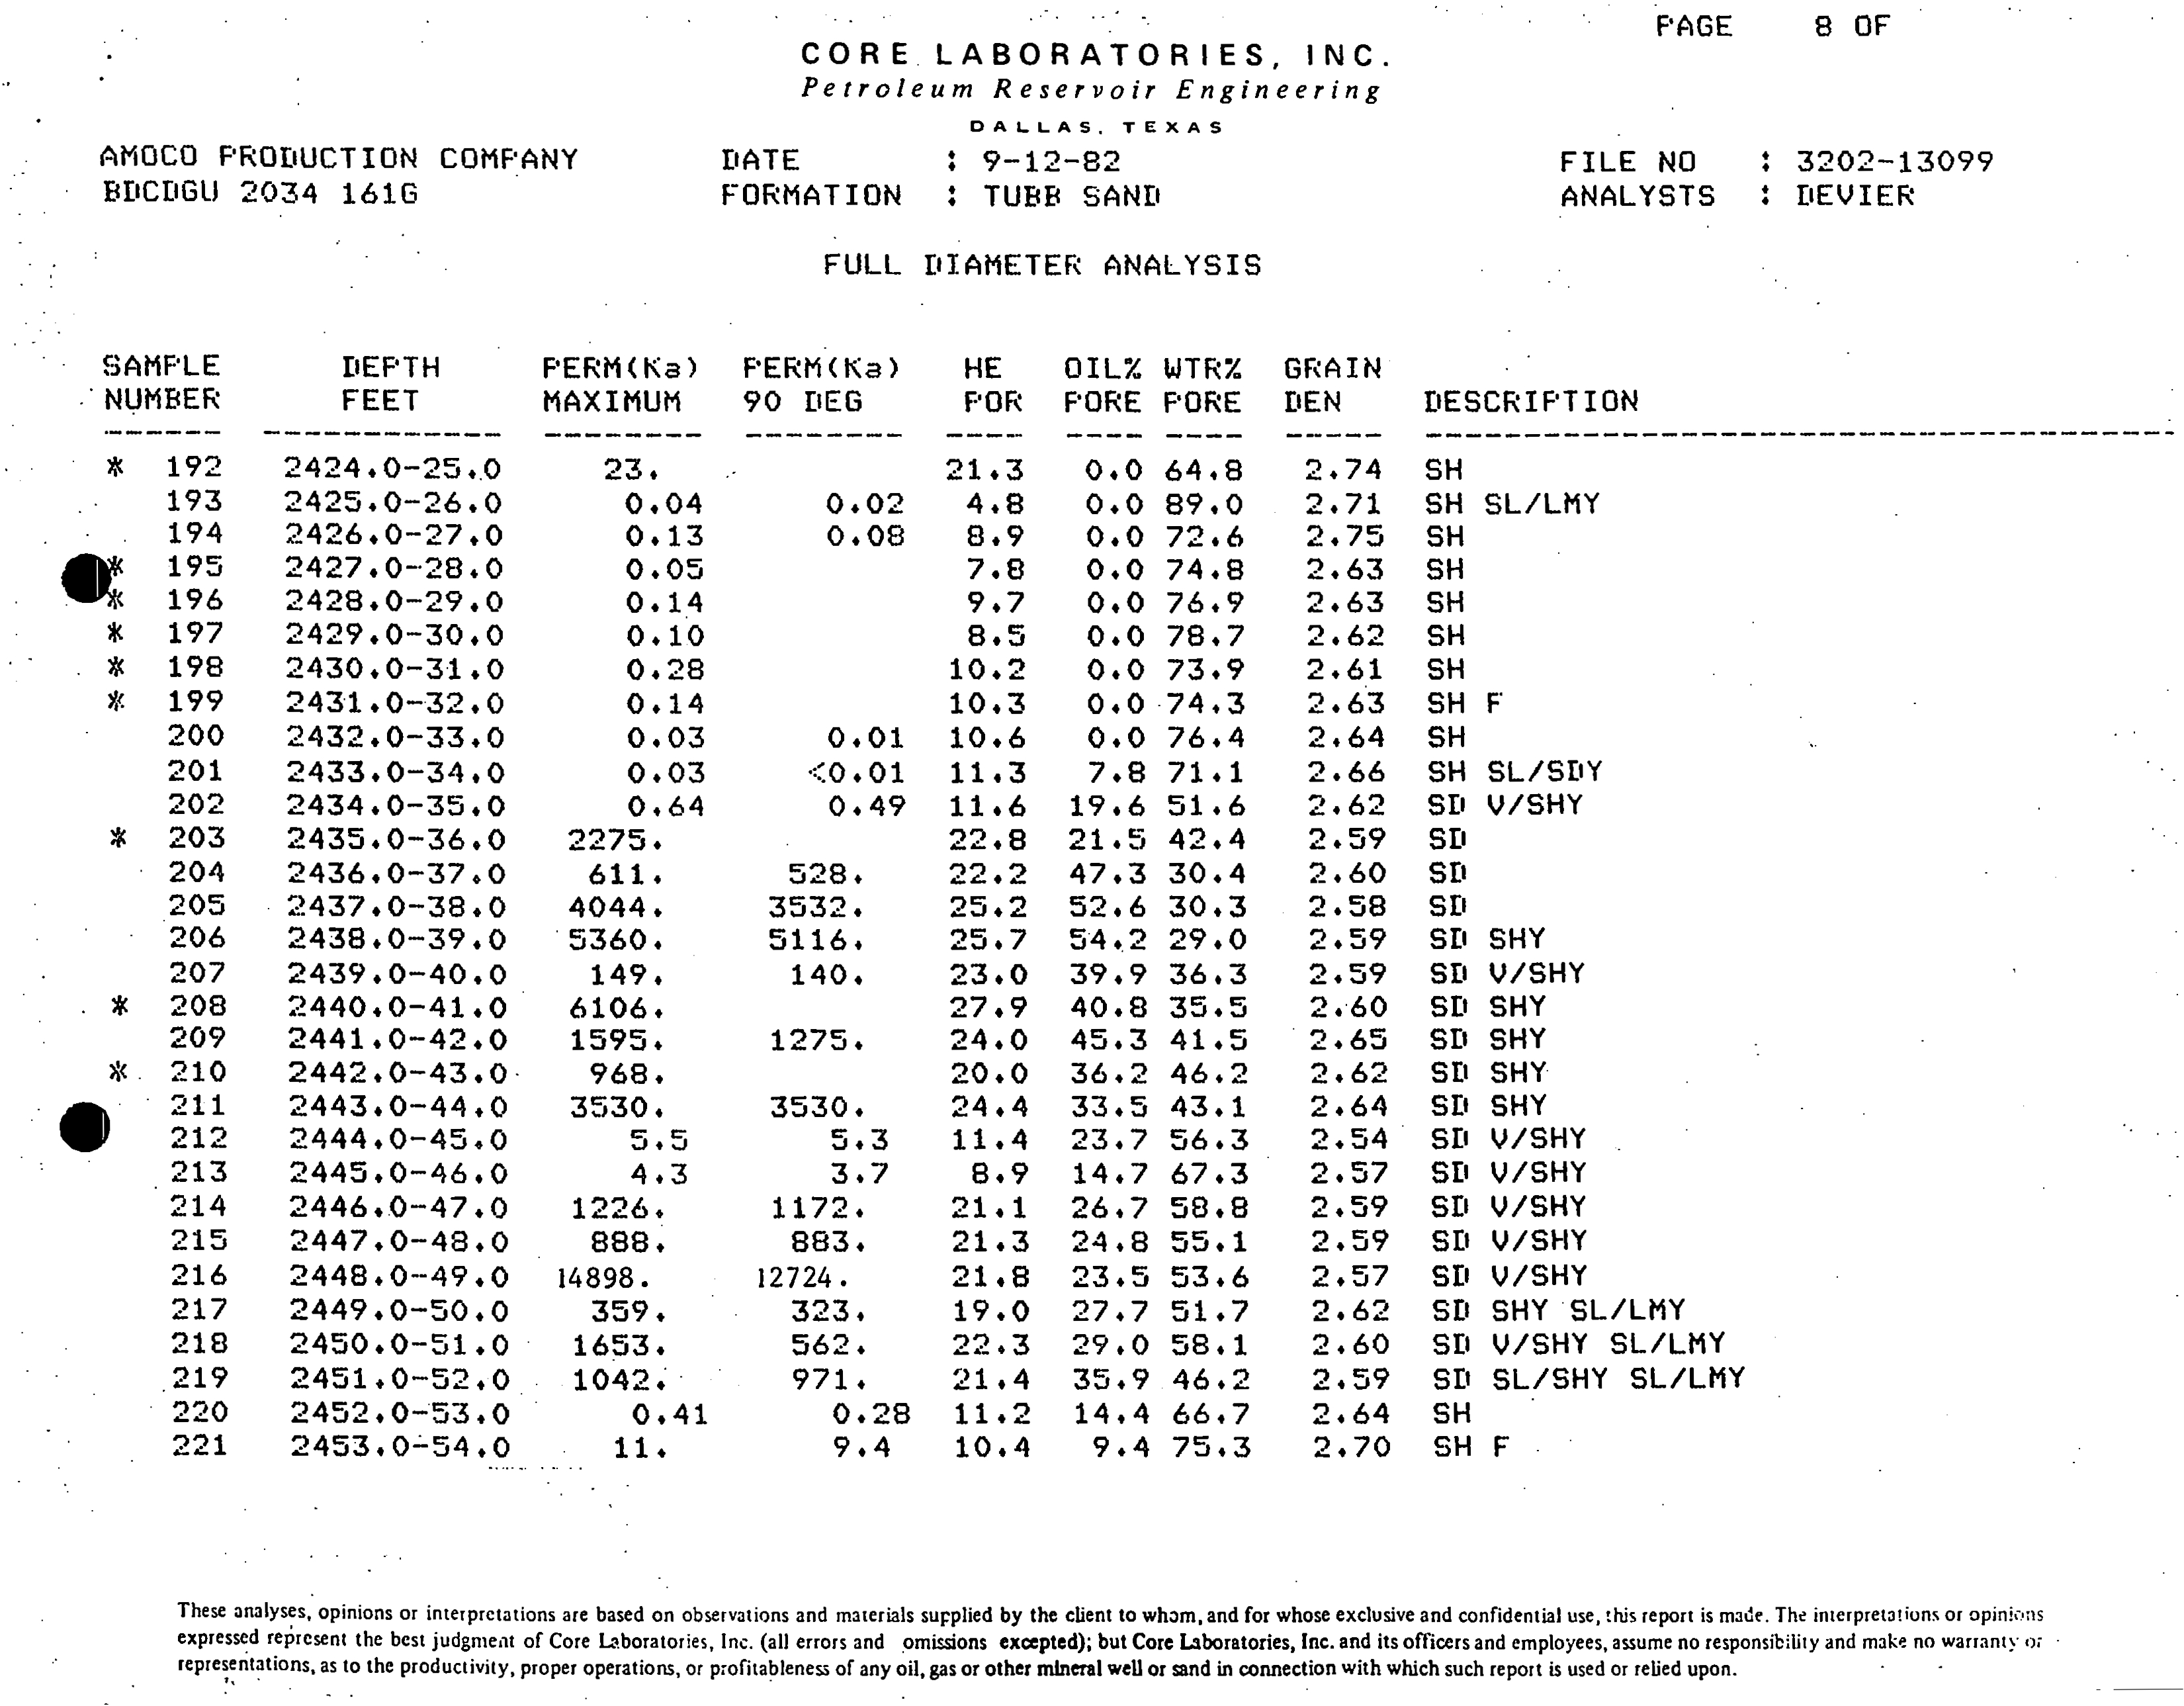 PAGE 8 OF
CORE LABORATORIES, INC.
Petroleum Reservoir Engineering
DALLAS, TEXAS
AMOCO PRODUCTION COMPANY DATE : 9-12-82 FILE NO : 3202-13099
BDCDGU 2034 161G FORMATION : TUBB SAND ANALYSTS : DEVIER
FULL DIAMETER ANALYSIS
SAMPLE DEPTH PERM(Ka) PERM(Ka) HE OIL% WTR% GRAIN
NUMBER FEET MAXIMUM 90 DEG POR PORE PORE DEN DESCRIPTION
* 192 2424.0-25.0 23. 21.3 0.0 64.8 2.74 SH
193 2425.0-26.0 0.04 0.02 4.8 0.0 89.0 2.71 SH SL/LMY
194 2426.0-27.0 0.13 0.08 8.9 0.0 72.6 2.75 SH
* 195 2427.0-28.0 0.05 7.8 0.0 74.8 2.63 SH
* 196 2428.0-29.0 0.14 9.7 0.0 76.9 2.63 SH
* 197 2429.0-30.0 0.10 8.5 0.0 78.7 2.62 SH
* 198 2430.0-31.0 0.28 10.2 0.0 73.9 2.61 SH
* 199 2431.0-32.0 0.14 10.3 0.0 74.3 2.63 SH F
200 2432.0-33.0 0.03 0.01 10.6 0.0 76.4 2.64 SH
201 2433.0-34.0 0.03 <0.01 11.3 7.8 71.1 2.66 SH SL/SDY
202 2434.0-35.0 0.64 0.49 11.6 19.6 51.6 2.62 SD V/SHY
* 203 2435.0-36.0 2275. 22.8 21.5 42.4 2.59 SD
204 2436.0-37.0 611. 528. 22.2 47.3 30.4 2.60 SD
205 2437.0-38.0 4044. 3532. 25.2 52.6 30.3 2.58 SD
206 2438.0-39.0 5360. 5116. 25.7 54.2 29.0 2.59 SD SHY
207 2439.0-40.0 149. 140. 23.0 39.9 36.3 2.59 SD V/SHY
* 208 2440.0-41.0 6106. 27.9 40.8 35.5 2.60 SD SHY
209 2441.0-42.0 1595. 1275. 24.0 45.3 41.5 2.65 SD SHY
* 210 2442.0-43.0 968. 20.0 36.2 46.2 2.62 SD SHY
211 2443.0-44.0 3530. 3530. 24.4 33.5 43.1 2.64 SD SHY
212 2444.0-45.0 5.5 5.3 11.4 23.7 56.3 2.54 SD V/SHY
213 2445.0-46.0 4.3 3.7 8.9 14.7 67.3 2.57 SD V/SHY
214 2446.0-47.0 1226. 1172. 21.1 26.7 58.8 2.59 SD V/SHY
215 2447.0-48.0 888. 883. 21.3 24.8 55.1 2.59 SD V/SHY
216 2448.0-49.0 14898. 12724. 21.8 23.5 53.6 2.57 SD V/SHY
217 2449.0-50.0 359. 323. 19.0 27.7 51.7 2.62 SD SHY SL/LMY
218 2450.0-51.0 1653. 562. 22.3 29.0 58.1 2.60 SD V/SHY SL/LMY
219 2451.0-52.0 1042. 971. 21.4 35.9 46.2 2.59 SD SL/SHY SL/LMY
220 2452.0-53.0 0.41 0.28 11.2 14.4 66.7 2.64 SH
221 2453.0-54.0 11. 9.4 10.4 9.4 75.3 2.70 SH F
These analyses, opinions or interpretations are based on observations and materials supplied by the client to whom, and for whose exclusive and confidential use, this report is made. The interpretations or opinions
expressed represent the best judgment of Core Laboratories, Inc. (all errors and omissions excepted); but Core Laboratories, Inc. and its officers and employees, assume no responsibility and make no warranty or
representations, as to the productivity, proper operations, or profitableness of any oil, gas or other mineral well or sand in connection with which such report is used or relied upon.